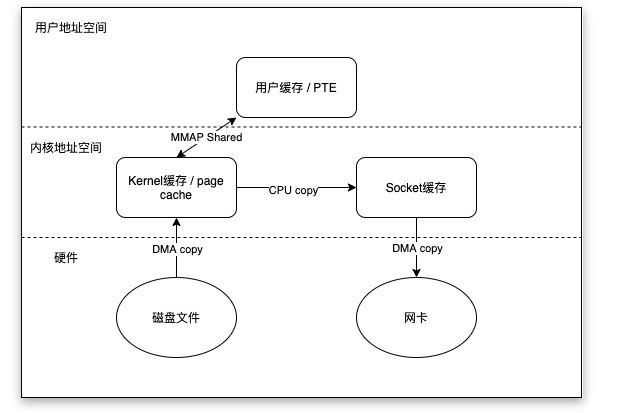 用户地址空间
用户缓存 / PTE
MMAP Shared
内核地址空间
Kernel缓存 / page
cache
CPU copy
Socket缓存
DMA copy
DMA copy
硬件
磁盘文件
网卡